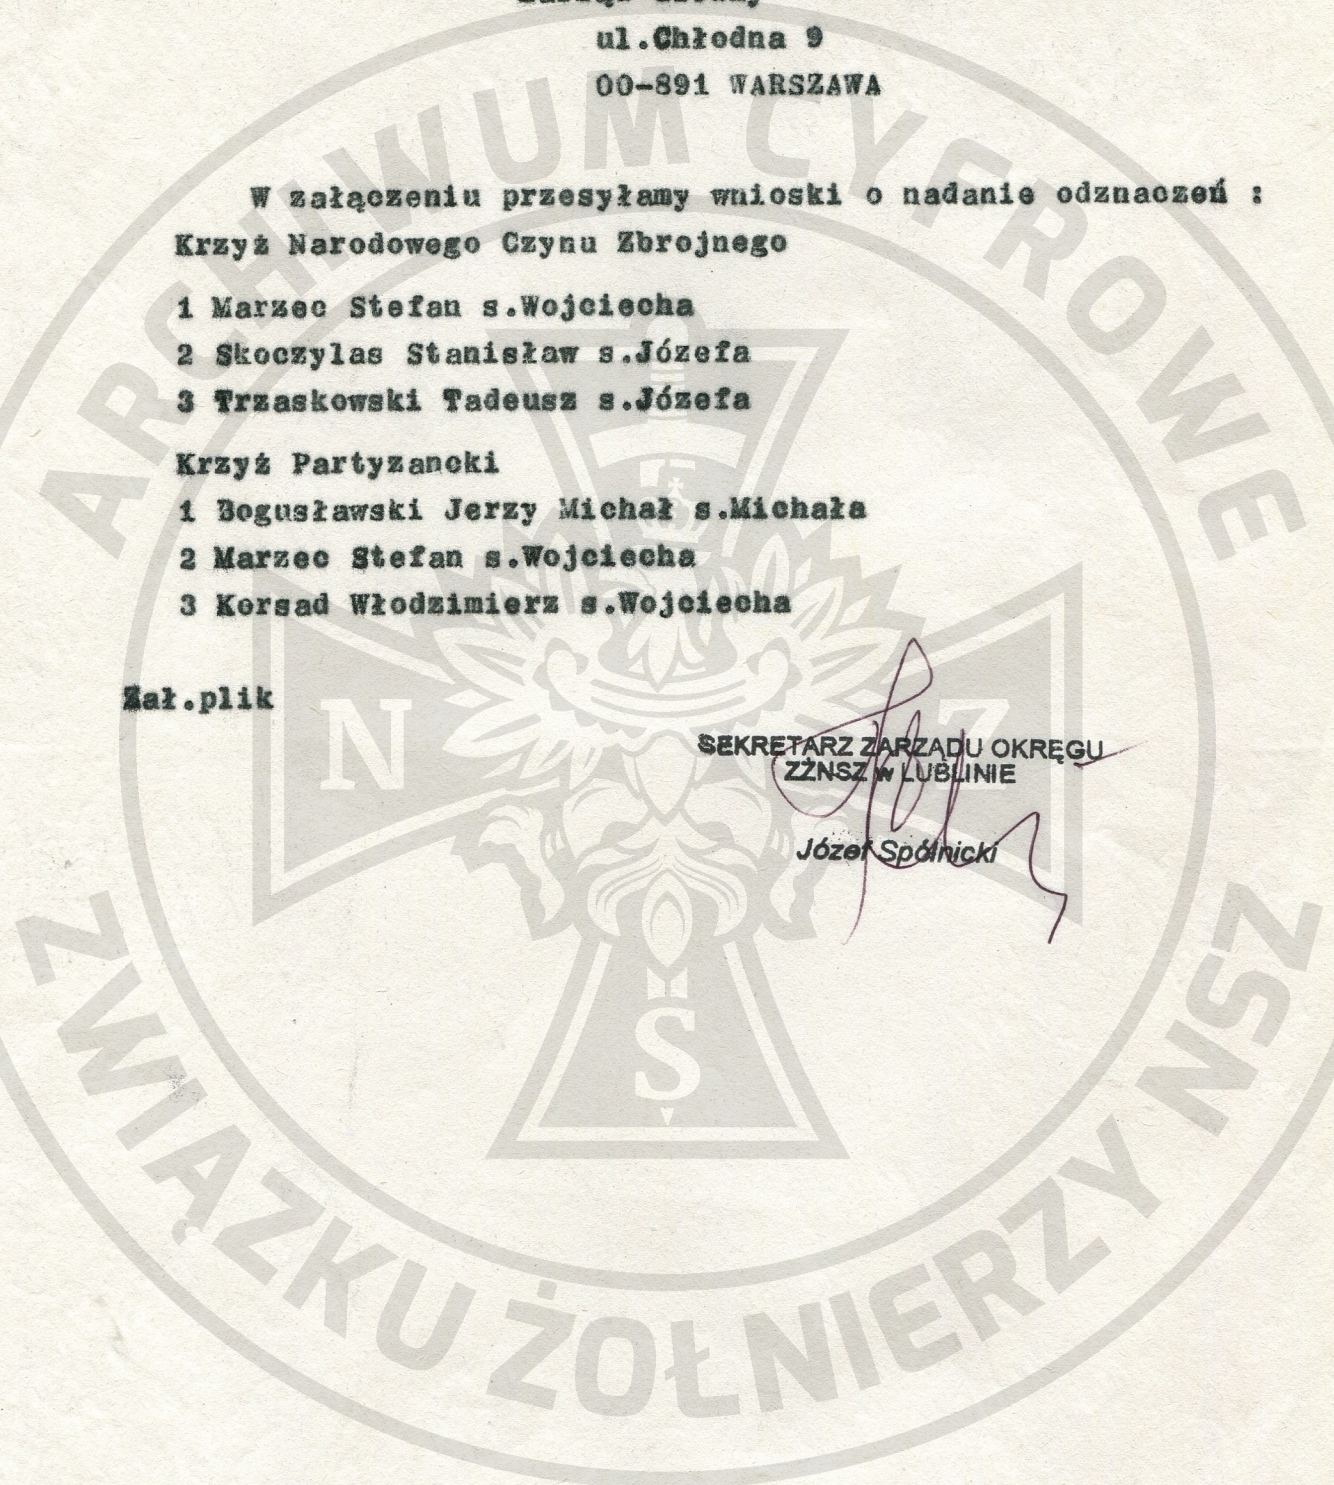 ul.Chłodna 9
00-891 WARSZAWA
W załączeniu przesyłamy wnioski o nadanie odznaczeń :
Krzyż Narodowego Czynu Zbrojnego
1 Marzec Stefan s.Wojciecha
2 Skoczylas Stanisław s.Józefa
3 Trzaskowski Tadeusz s.Józefa
Krzyż Partyzancki
1 Bogusławski Jerzy Michał s.Michała
2 Marzec Stefan s.Wojciecha
3 Korsad Włodzimierz s.Wojciecha
Zał.plik
SEKRETARZ ZARZĄDU OKRĘGU
ZŻNSZ w LUBLINIE
Józef Spólnicki
ARCHIWUM CYFROWE
ZWIĄZKU ŻOŁNIERZY NSZ
N Z
S